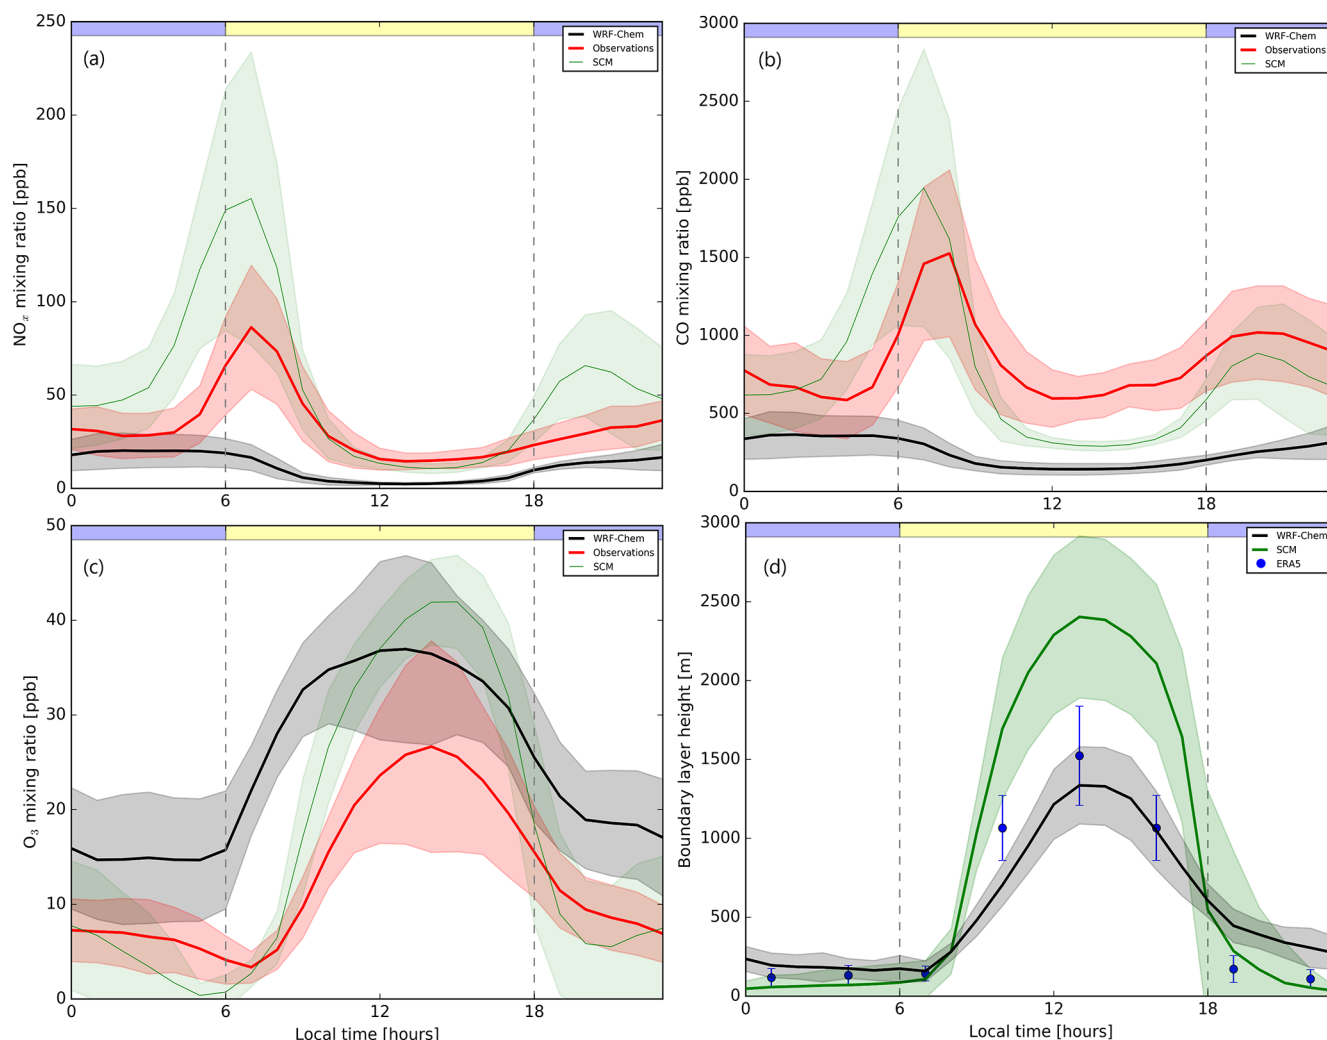 250
200
150
100
50
0
0
6
12
18
NOx mixing ratio [ppb]
(a)
WRF-Chem
Observations
SCM
3000
2500
2000
1500
1000
500
0
0
6
12
18
CO mixing ratio [ppb]
(b)
WRF-Chem
Observations
SCM
50
40
30
20
10
0
0
6
12
18
O3 mixing ratio [ppb]
Local time [hours]
(c)
WRF-Chem
Observations
SCM
3000
2500
2000
1500
1000
500
0
0
6
12
18
Boundary layer height [m]
Local time [hours]
(d)
WRF-Chem
SCM
ERA5